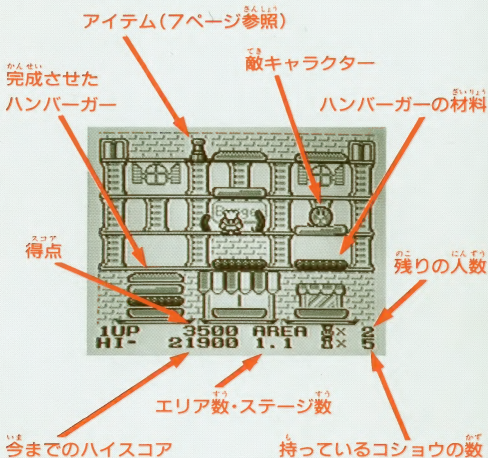 アイテム(7ページ参照)
さんしょう
敵キャラクター
てき
完成させた
かんせい
ハンバーガー
ハンバーガーの材料
ざいりょう
得点
スコア
残りの人数
のこ にんずう
1UP 3500 AREA × 2
HI- 21900 1.1 × 5
エリア数・ステージ数
すう すう
今までのハイスコア
いま
持っているコショウの数
も かず